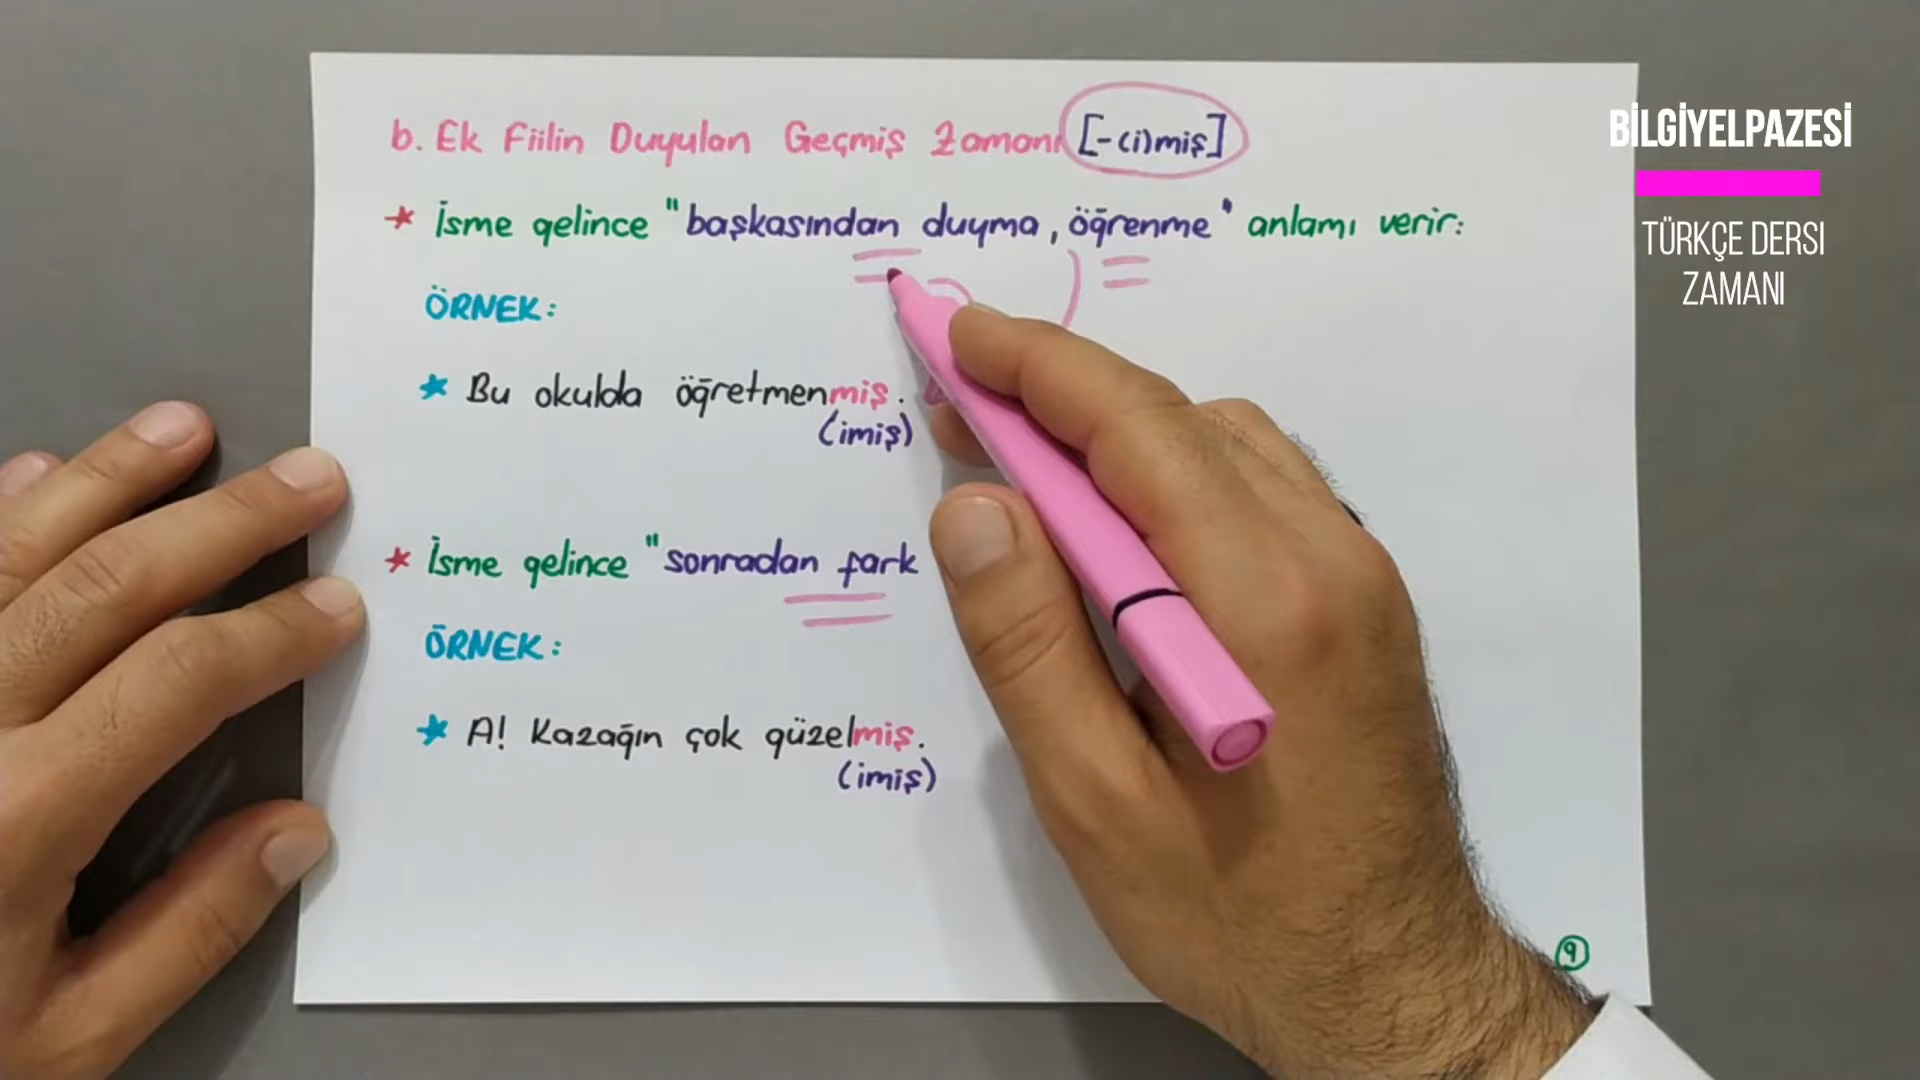 b. Ek Fiilin Duyulan Geçmiş Zamanı [-(i)miş]
* İsme gelince "başkasından duyma, öğrenme" anlamı verir:
ÖRNEK:
* Bu okulda öğretmenmiş.
(imiş)
* İsme gelince "sonradan fark
ÖRNEK:
* A! Kazağın çok güzelmiş.
(imiş)
9
BİLGİYELPAZESİ
TÜRKÇE DERSI
ZAMANI